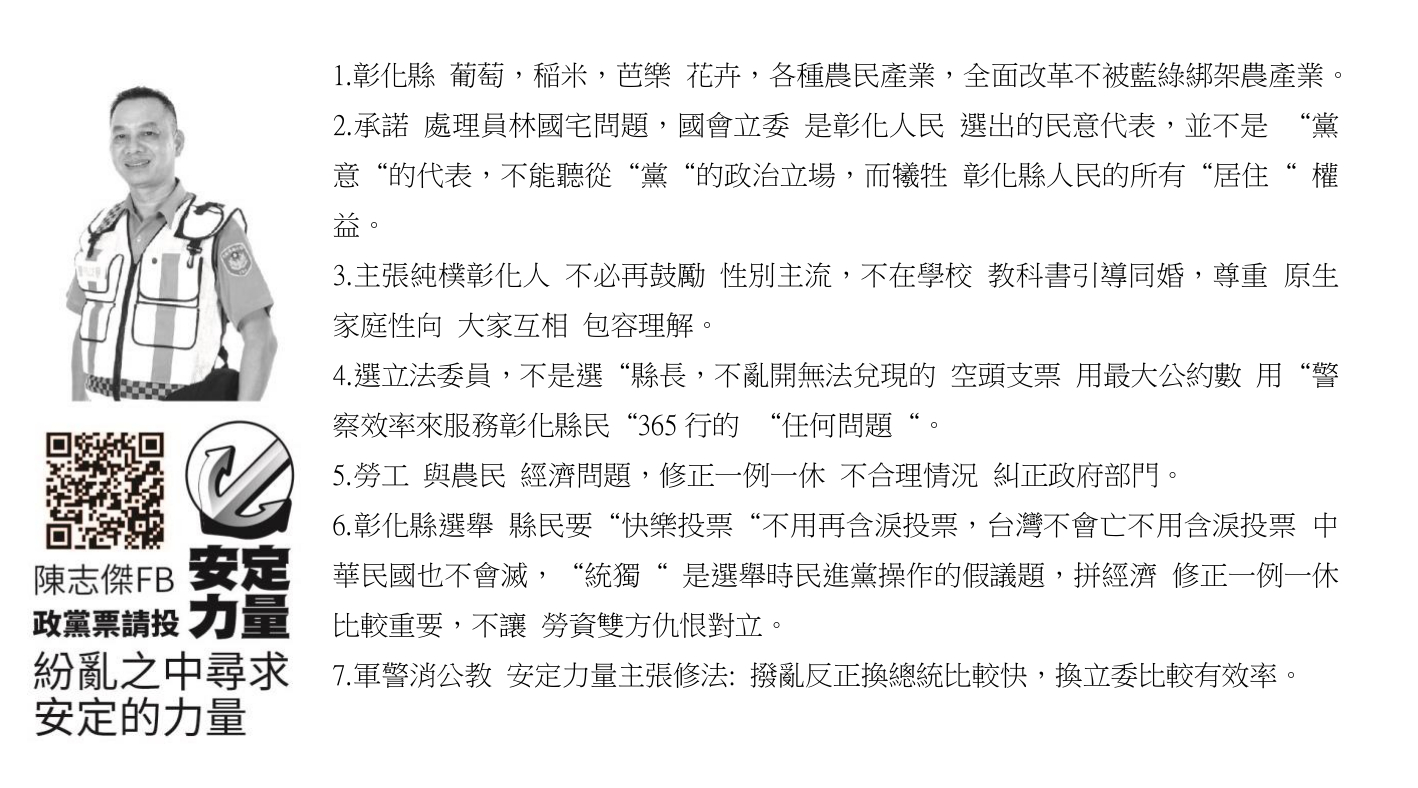 1.彰化縣 葡萄，稻米，芭樂 花卉，各種農民產業，全面改革不被藍綠綁架農產業。
2.承諾 處理員林國宅問題，國會立委 是彰化人民 選出的民意代表，並不是 “黨
意“的代表，不能聽從“黨“的政治立場，而犧牲 彰化縣人民的所有“居住“ 權
益。
3.主張純樸彰化人 不必再鼓勵 性別主流，不在學校 教科書引導同婚，尊重 原生
家庭性向 大家互相 包容理解。
4.選立法委員，不是選“縣長，不亂開無法兌現的 空頭支票 用最大公約數 用“警
察效率來服務彰化縣民“365 行的 “任何問題“。
5.勞工 與農民 經濟問題，修正一例一休 不合理情況 糾正政府部門。
6.彰化縣選舉 縣民要“快樂投票“不用再含淚投票，台灣不會亡不用含淚投票 中
華民國也不會滅，“統獨“ 是選舉時民進黨操作的假議題，拼經濟 修正一例一休
比較重要，不讓 勞資雙方仇恨對立。
7.軍警消公教 安定力量主張修法: 撥亂反正換總統比較快，換立委比較有效率。
陳志傑FB
政黨票請投
安定
力量
紛亂之中尋求
安定的力量